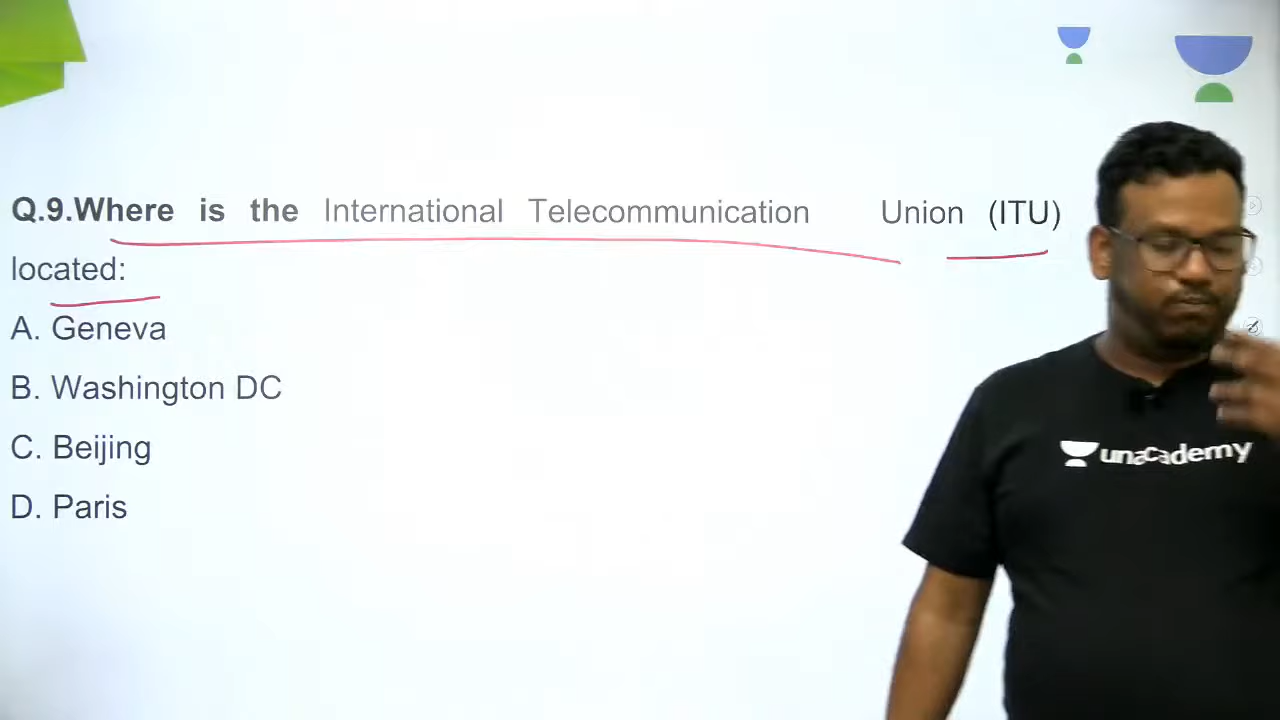 Q.9.Where is the International Telecommunication Union (ITU)
located:
A. Geneva
B. Washington DC
C. Beijing
D. Paris
unacademy